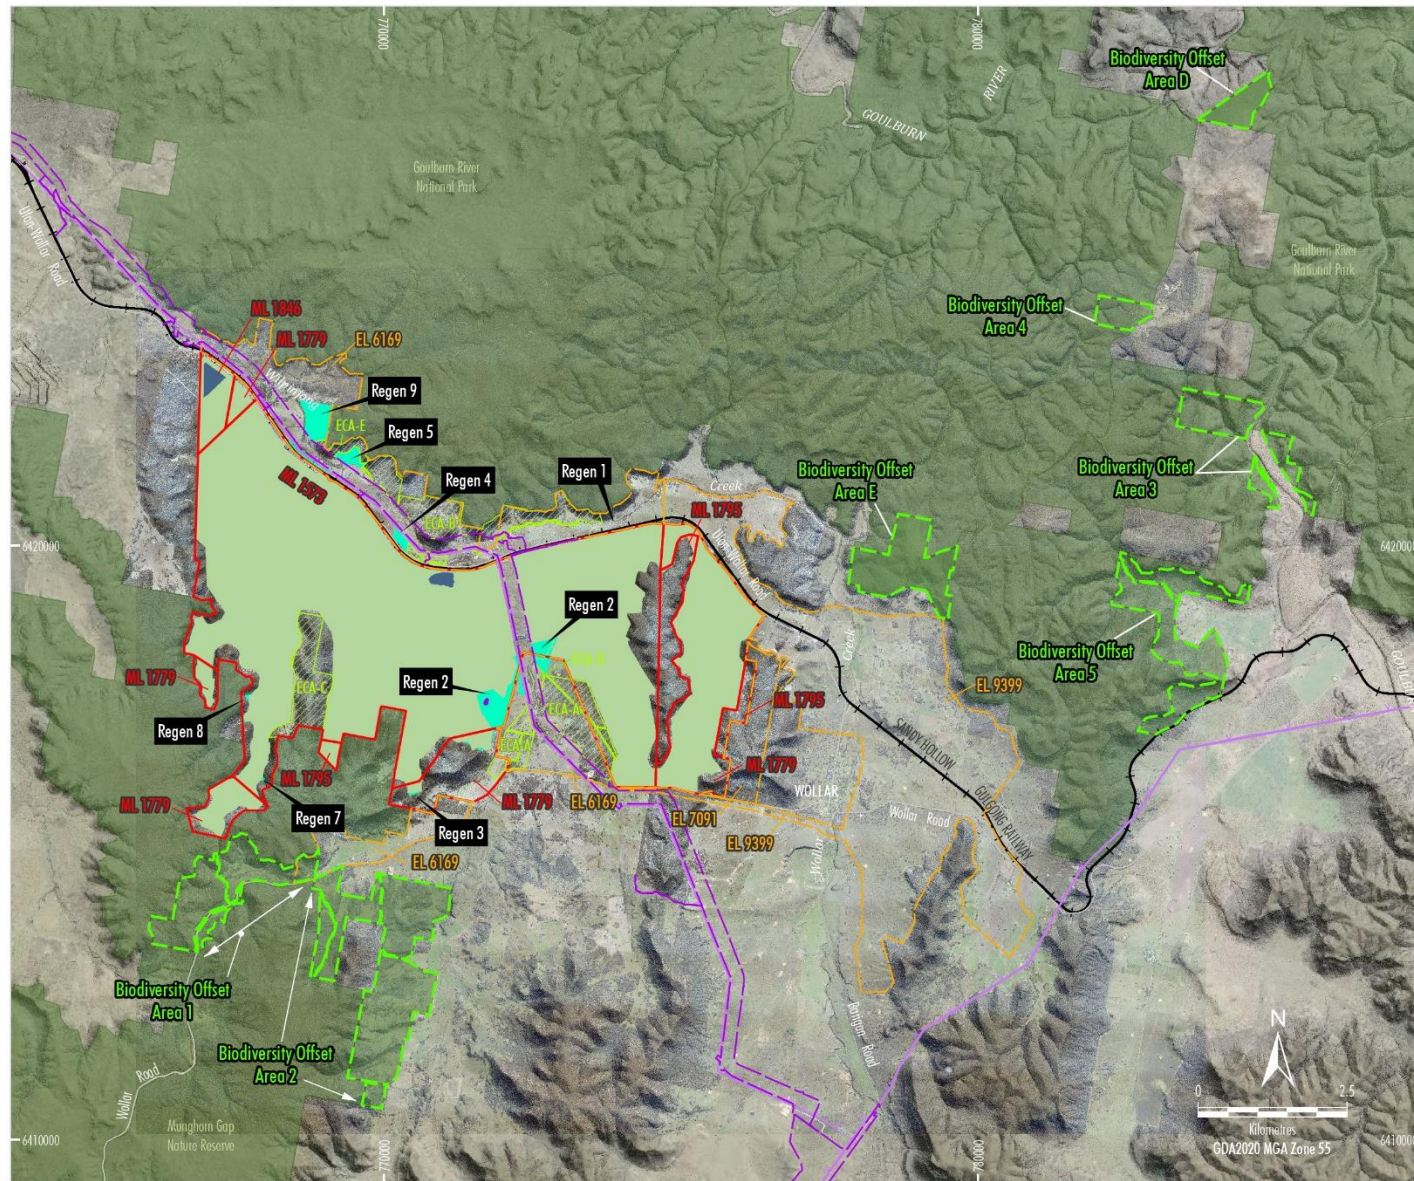 770000
780000
Biodiversity Offset
Area D
RIVER
GOULBURN
Goulburn River
National Park
Ulan-Wollar Road
Goulburn River
National Park
Biodiversity Offset
Area 4
ML 1846
ML 1779
EL 6169
Wilpinjong
Regen 9
ECA-E
Regen 5
Biodiversity Offset
Area 3
Regen 4
Regen 1
Creek
Biodiversity Offset
Area E
ML 1573
ECA-B
ML 1795
6420000
6420000
Ulan-Wollar Road
Regen 2
Creek
Biodiversity Offset
Area 5
ML 1779
ECA-C
Regen 2
EL 9399
ECA-A
ML 1795
Regen 8
SANDY HOLLOW
GULGONG RAILWAY
ECA-A
ML 1795
ML 1779
ML 1779
ML 1779
EL 6169
WOLLAR
Regen 7
Regen 3
EL 7091
Wollar Road
EL 9399
EL 6169
Wollar
Biodiversity Offset
Area 1
Barigan Road
Biodiversity Offset
Area 2
Wollar Road
N
0
2.5
Kilometres
GDA2020 MGA Zone 55
Munghorn Gap
Nature Reserve
6410000
6410000
770000
780000